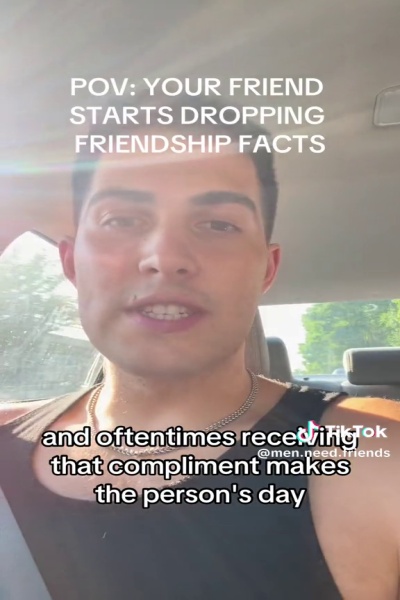 POV: YOUR FRIEND
STARTS DROPPING
FRIENDSHIP FACTS
and oftentimes receiving
that compliment makes
the person's day
TikTok
@men.need.friends